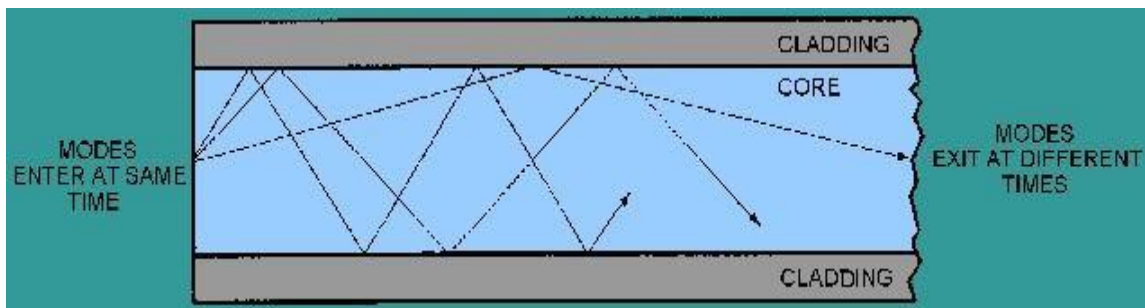 CLADDING
CORE
MODES
ENTER AT SAME
TIME
MODES
EXIT AT DIFFERENT
TIMES
CLADDING